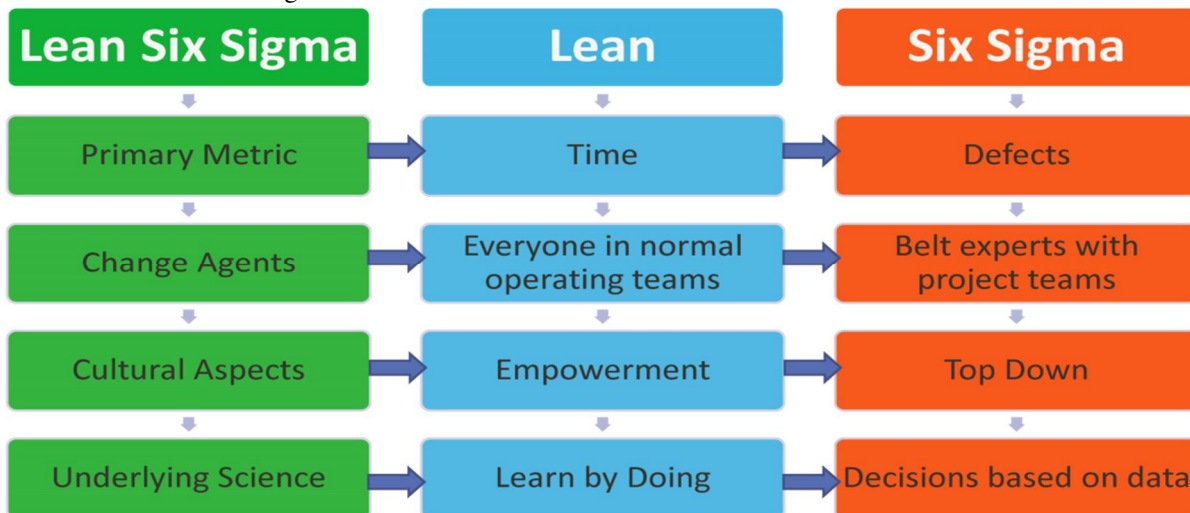 Lean Six Sigma
Lean
Six Sigma
Primary Metric
Time
Defects
Change Agents
Everyone in normal
operating teams
Belt experts with
project teams
Cultural Aspects
Empowerment
Top Down
Underlying Science
Learn by Doing
Decisions based on data